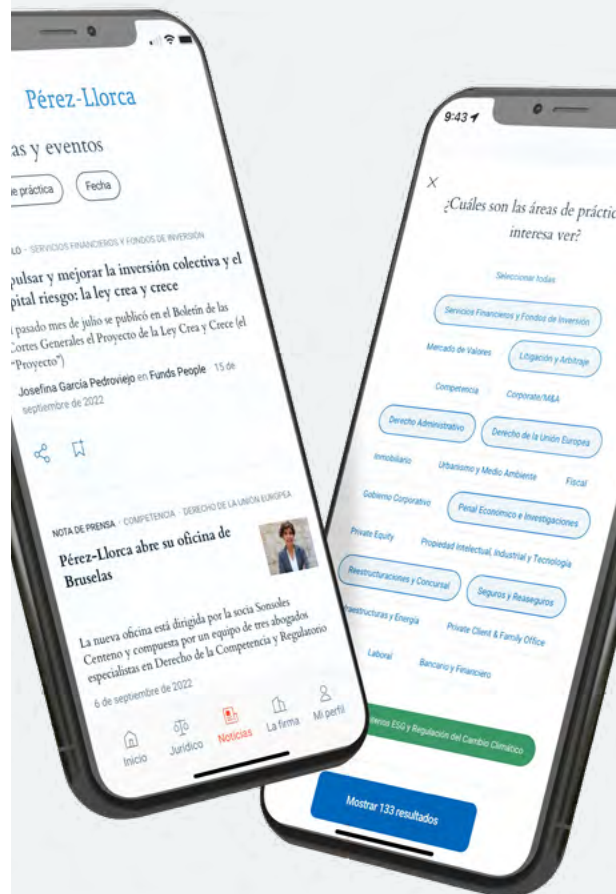 Pérez-Llorca
as y eventos
e práctica
Fecha
LO - SERVICIOS FINANCIEROS Y FONDOS DE INVERSIÓN
pulsar y mejorar la inversión colectiva y el
pital riesgo: la ley crea y crece
pasado mes de julio se publicó en el Boletín de las
Cortes Generales el Proyecto de la Ley Crea y Crece (el
“Proyecto”)
Josefina García Pedroviejo en Funds People 15 de
septiembre de 2022
NOTA DE PRENSA · COMPETENCIA · DERECHO DE LA UNIÓN EUROPEA
Pérez-Llorca abre su oficina de
Bruselas
La nueva oficina está dirigida por la socia Sonsoles
Centeno y compuesta por un equipo de tres abogados
especialistas en Derecho de la Competencia y Regulatorio
6 de septiembre de 2022
Inicio Jurídico Noticias La firma Mi perfil
9:43
¿Cuáles son las áreas de práctic
interesa ver?
Seleccionar todas
Servicios Financieros y Fondos de Inversión
Mercado de Valores Litigación y Arbitraje
Competencia Corporate/M&A
Derecho Administrativo Derecho de la Unión Europea
Inmobiliario Urbanismo y Medio Ambiente Fiscal
Gobierno Corporativo Penal Económico e Investigaciones
Private Equity Propiedad Intelectual, Industrial y Tecnología
Reestructuraciones y Concursal Seguros y Reaseguros
fraestructuras y Energía Private Client & Family Office
Laboral Bancario y Financiero
iterios ESG y Regulación del Cambio Climático
Mostrar 133 resultados